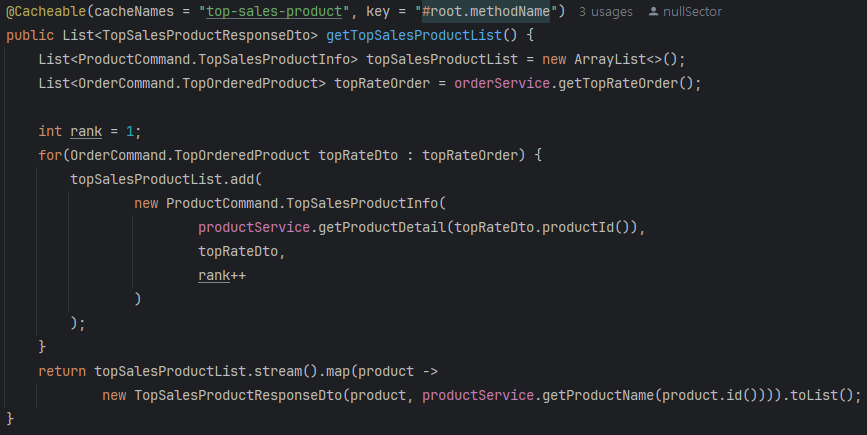 @Cacheable(cacheNames = "top-sales-product", key = "#root.methodName") 3 usages nullSector
public List<TopSalesProductResponseDto> getTopSalesProductList() {
    List<ProductCommand.TopSalesProductInfo> topSalesProductList = new ArrayList<>();
    List<OrderCommand.TopOrderedProduct> topRateOrder = orderService.getTopRateOrder();

    int rank = 1;
    for(OrderCommand.TopOrderedProduct topRateDto : topRateOrder) {
        topSalesProductList.add(
                new ProductCommand.TopSalesProductInfo(
                        productService.getProductDetail(topRateDto.productId()),
                        topRateDto,
                        rank++
                )
        );
    }
    return topSalesProductList.stream().map(product ->
            new TopSalesProductResponseDto(product, productService.getProductName(product.id()))).toList();
}